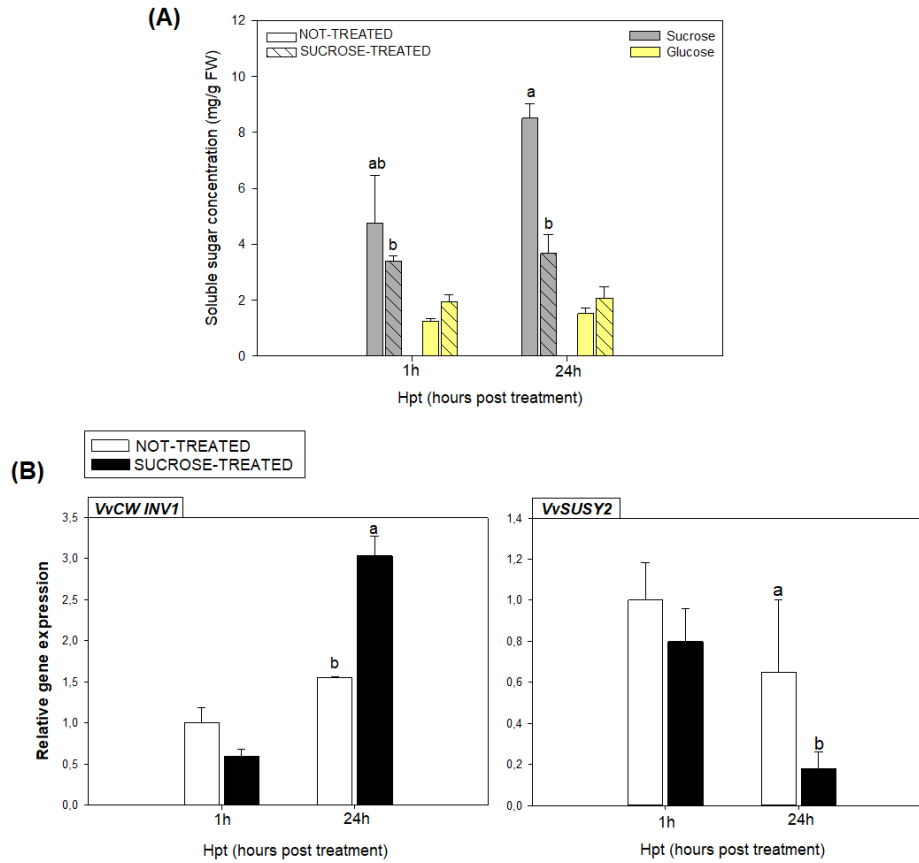 (A)
NOT-TREATED
SUCROSE-TREATED
Sucrose
Glucose
Soluble sugar concentration (mg/g FW)
12
10
8
6
4
2
0
ab
b
a
b
1h
24h
Hpt (hours post treatment)
(B)
NOT-TREATED
SUCROSE-TREATED
VvCW INV1
Relative gene expression
3,5
3,0
2,5
2,0
1,5
1,0
0,5
0,0
b
a
1h
24h
Hpt (hours post treatment)
VvSUSY2
1,4
1,2
1,0
0,8
0,6
0,4
0,2
0,0
a
b
1h
24h
Hpt (hours post treatment)